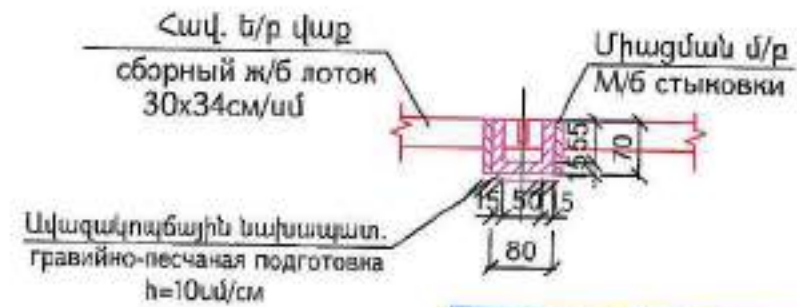 Հավ. ե/բ վաք
сборный ж/б лоток
30x34см/սմ
Միացման մ/բ
М/б стыковки
55
15
70
15 50 15
80
Ավազակոպճային նախապատ.
гравийно-песчаная подготовка
h=10սմ/см